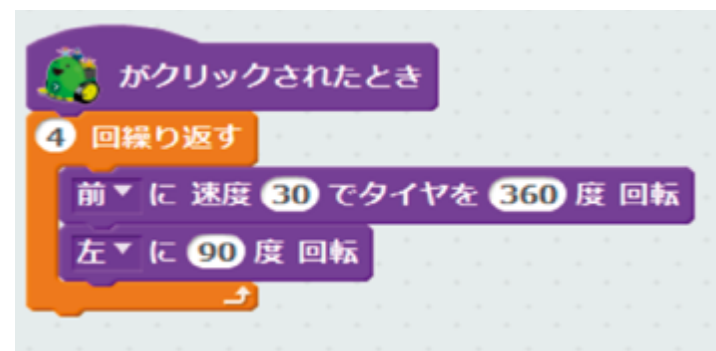 がクリックされたとき
4 回繰り返す
前▼ に 速度 30 でタイヤを 360 度 回転
左▼ に 90 度 回転